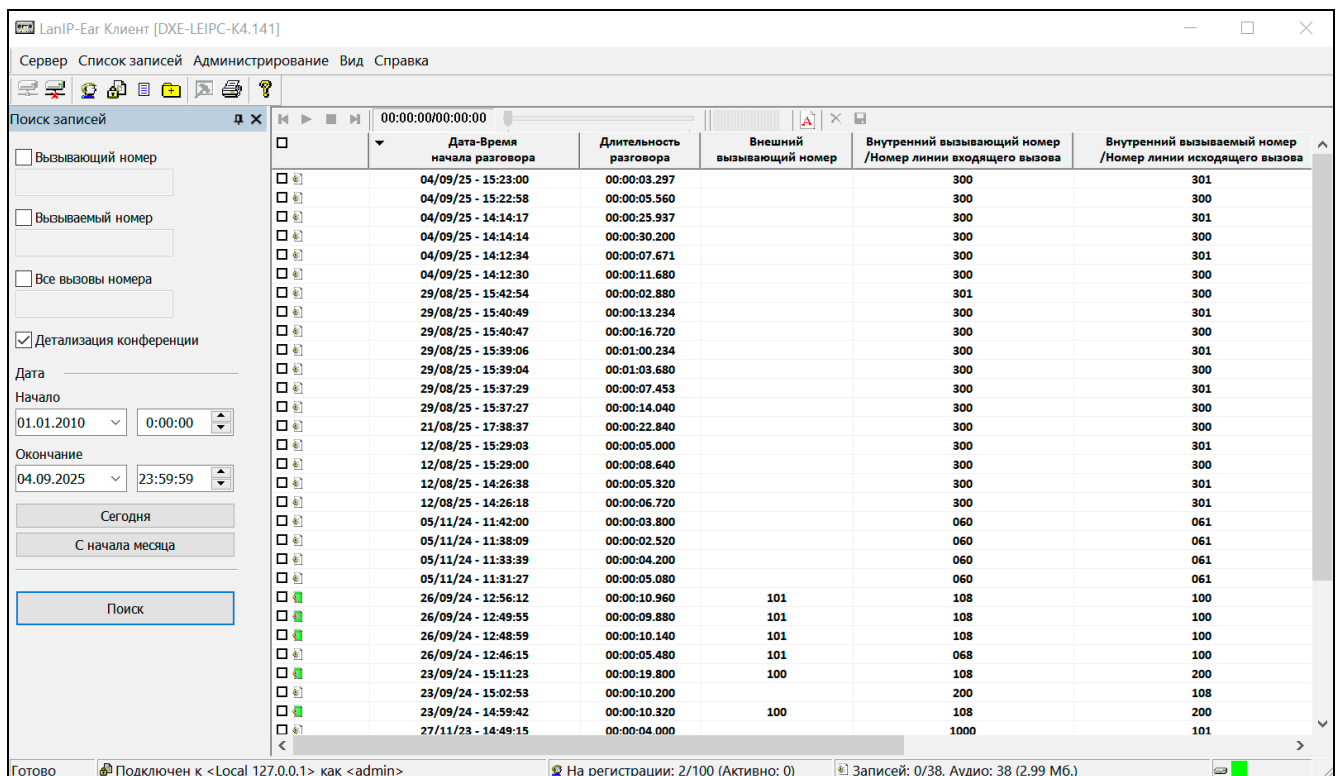 LanIP-Ear Клиент [DXE-LEIPC-K4.141]
Сервер Список записей Администрирование Вид Справка
Поиск записей
00:00:00/00:00:00
Вызывающий номер
Вызываемый номер
Все вызовы номера
Детализация конференции
Дата
Начало
01.01.2010 0:00:00
Окончание
04.09.2025 23:59:59
Сегодня
С начала месяца
Поиск
Дата-Время начала разговора Длительность разговора Внешний вызывающий номер Внутренний вызывающий номер /Номер линии входящего вызова Внутренний вызываемый номер /Номер линии исходящего вызова
04/09/25 - 15:23:00 00:00:03.297 300 301
04/09/25 - 15:22:58 00:00:05.560 300 300
04/09/25 - 14:14:17 00:00:25.937 300 301
04/09/25 - 14:14:14 00:00:30.200 300 300
04/09/25 - 14:12:34 00:00:07.671 300 301
04/09/25 - 14:12:30 00:00:11.680 300 300
29/08/25 - 15:42:54 00:00:02.880 301 300
29/08/25 - 15:40:49 00:00:13.234 300 301
29/08/25 - 15:40:47 00:00:16.720 300 300
29/08/25 - 15:39:06 00:01:00.234 300 301
29/08/25 - 15:39:04 00:01:03.680 300 300
29/08/25 - 15:37:29 00:00:07.453 300 301
29/08/25 - 15:37:27 00:00:14.040 300 300
21/08/25 - 17:38:37 00:00:22.840 300 300
12/08/25 - 15:29:03 00:00:05.000 300 301
12/08/25 - 15:29:00 00:00:08.640 300 300
12/08/25 - 14:26:38 00:00:05.320 300 301
12/08/25 - 14:26:18 00:00:06.720 300 301
05/11/24 - 11:42:00 00:00:03.800 060 061
05/11/24 - 11:38:09 00:00:02.520 060 061
05/11/24 - 11:33:39 00:00:04.200 060 061
05/11/24 - 11:31:27 00:00:05.080 060 061
26/09/24 - 12:56:12 00:00:10.960 101 108 100
26/09/24 - 12:49:55 00:00:09.880 101 108 100
26/09/24 - 12:48:59 00:00:10.140 101 108 100
26/09/24 - 12:46:15 00:00:05.480 101 068 100
23/09/24 - 15:11:23 00:00:19.800 100 108 200
23/09/24 - 15:02:53 00:00:10.200 200 108
23/09/24 - 14:59:42 00:00:10.320 100 108 200
27/11/23 - 14:49:15 00:00:04.000 1000 101
Готово Подключен к <Local 127.0.0.1> как <admin> На регистрации: 2/100 (Активно: 0) Записей: 0/38. Аудио: 38 (2.99 Мб.)